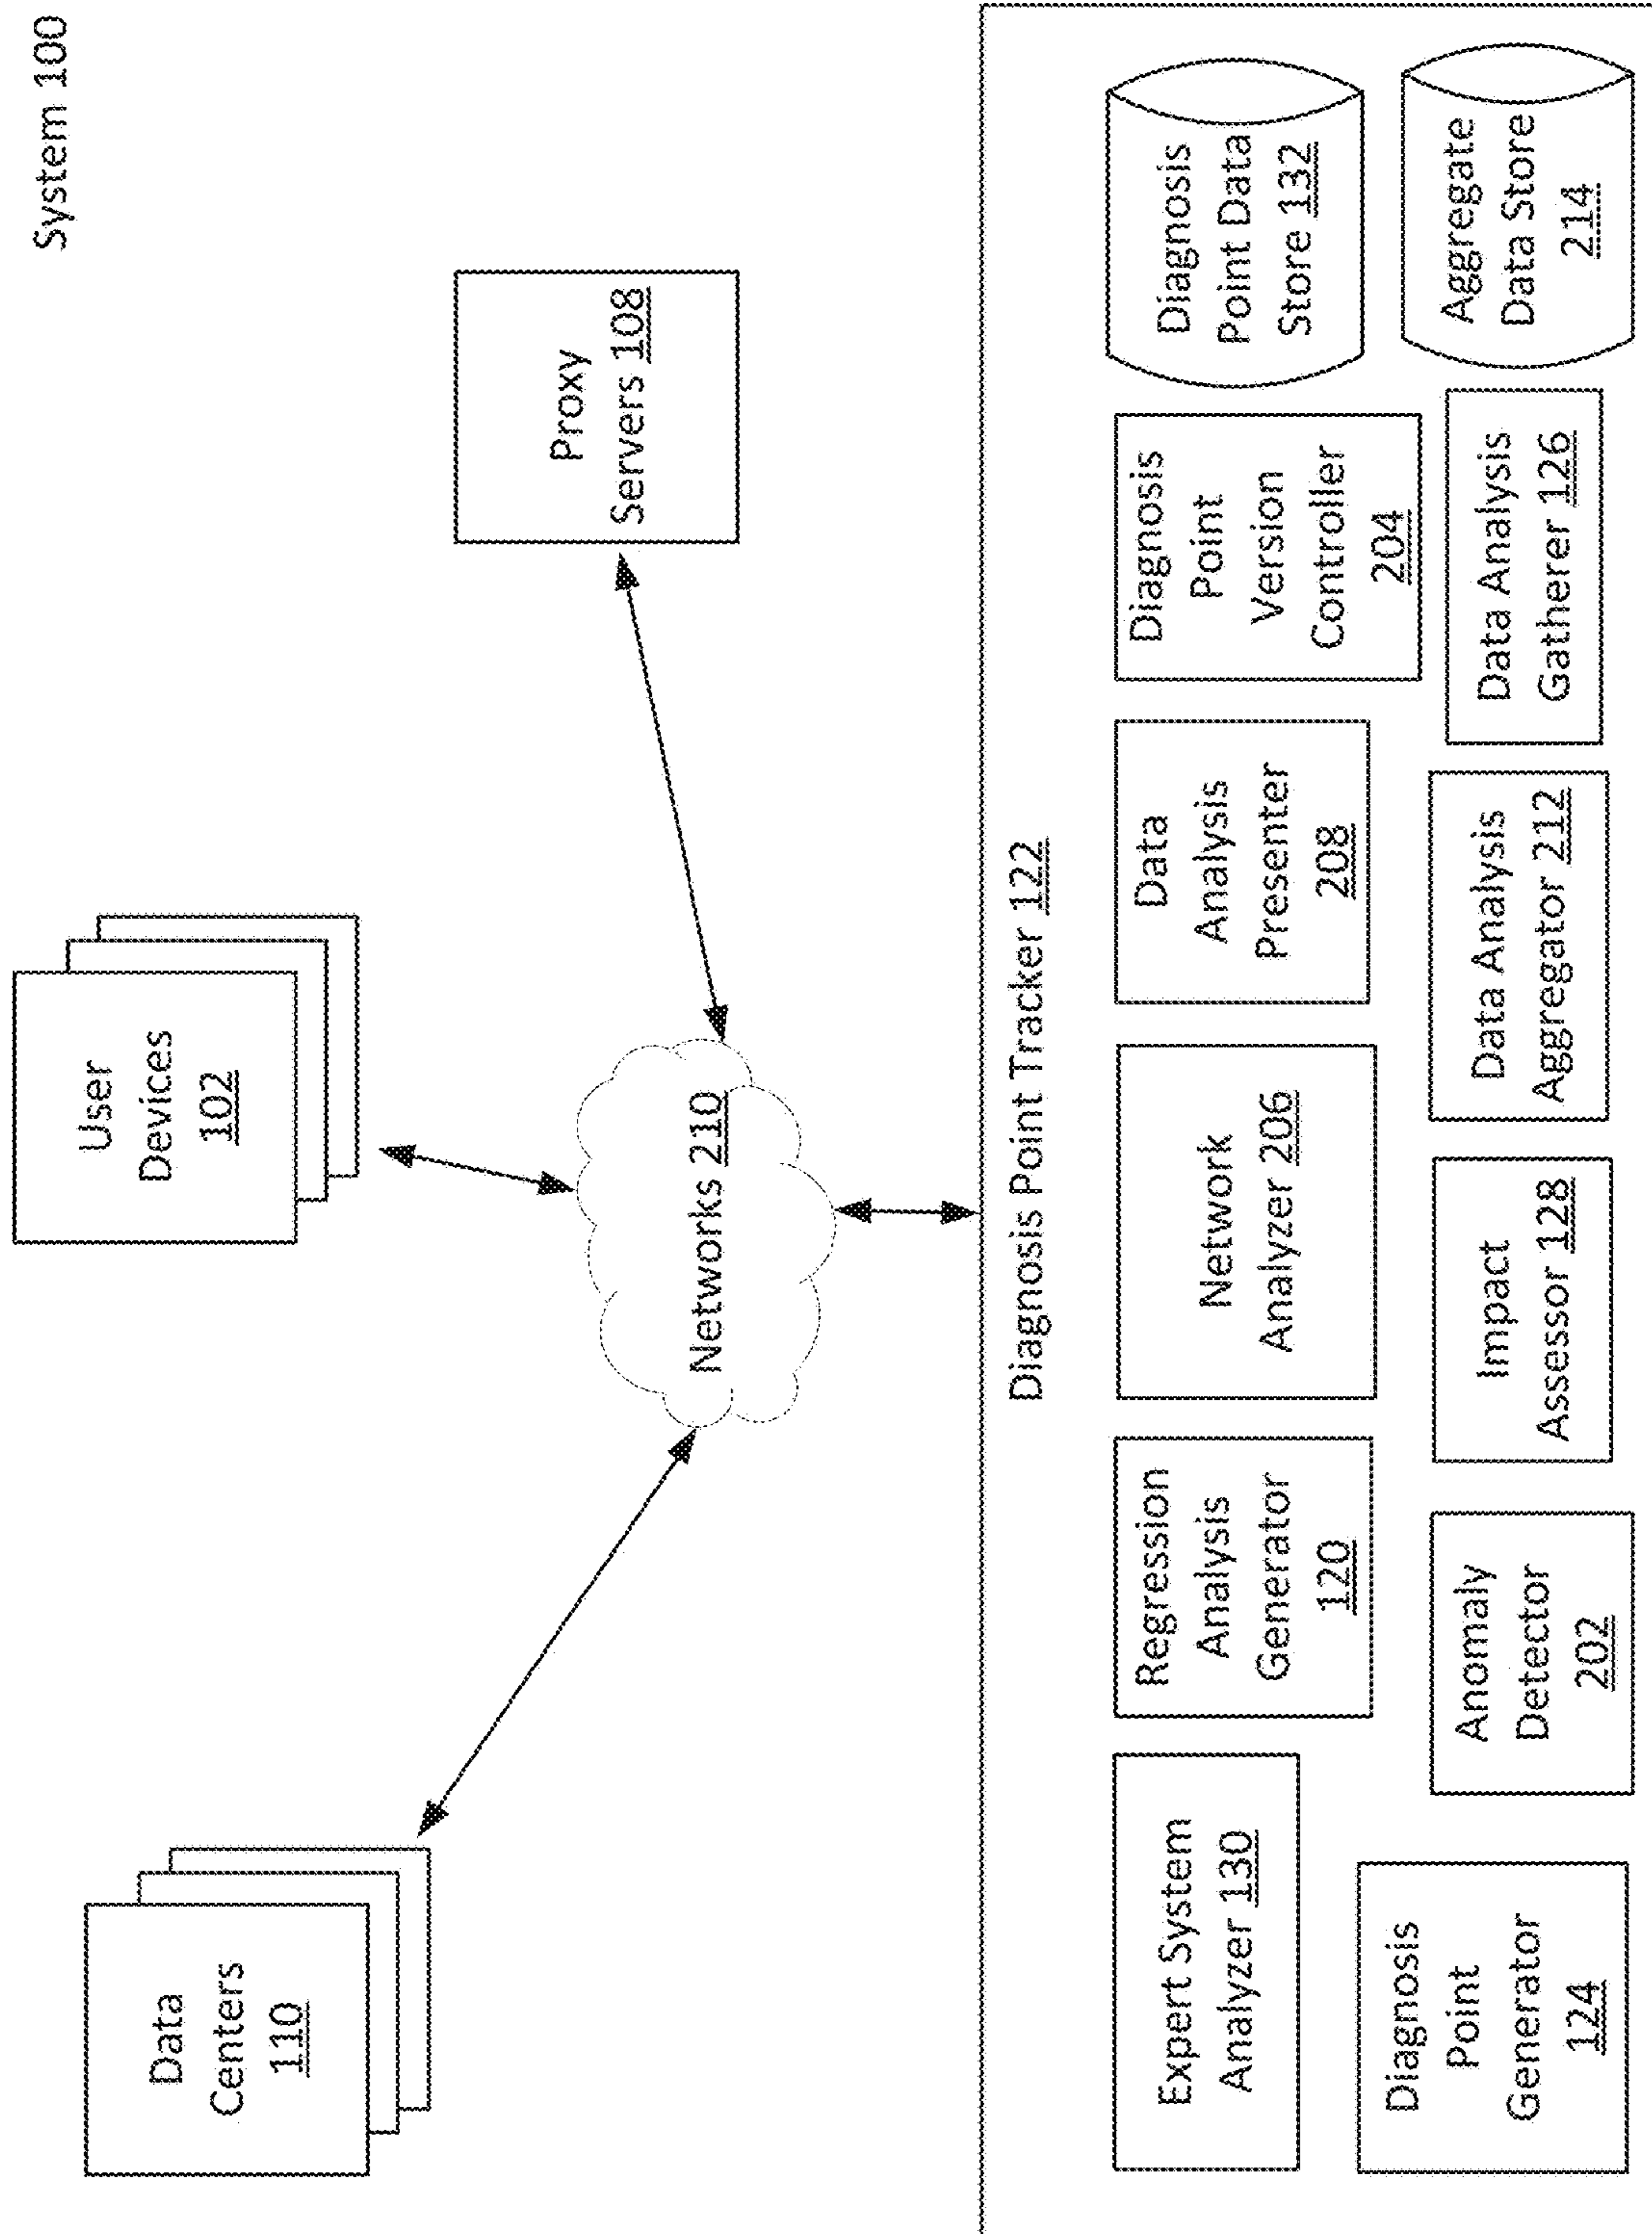 System 100
Data
Centers
110
User
Devices
102
Proxy
Servers 108
Networks 210
Diagnosis Point Tracker 122
Expert System
Analyzer 130
Regression
Analysis
Generator
120
Network
Analyzer 206
Data
Analysis
Presenter
208
Diagnosis
Point
Version
Controller
204
Diagnosis
Point Data
Store 132
Diagnosis
Point
Generator
124
Anomaly
Detector
202
Impact
Assessor 128
Data Analysis
Aggregator 212
Data Analysis
Gatherer 126
Aggregate
Data Store
214